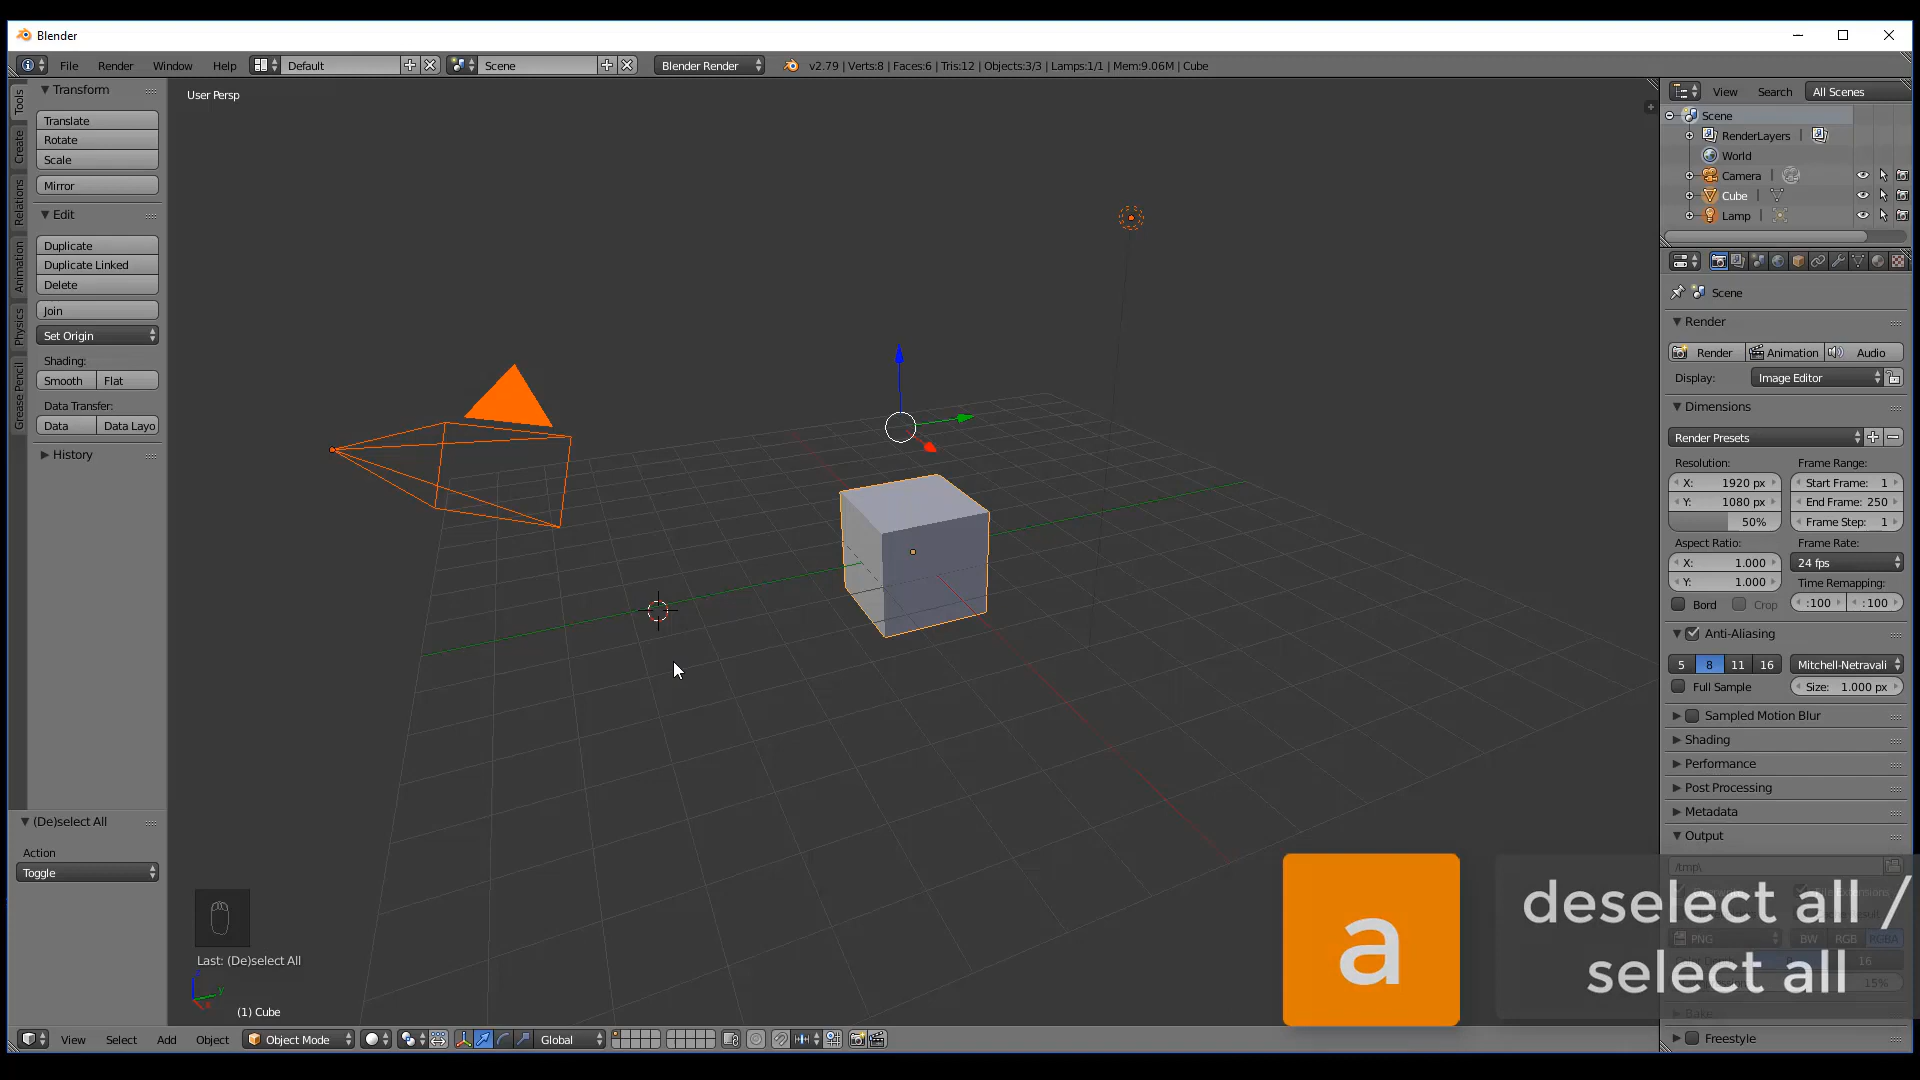 Blender
File Render Window Help Default Scene Blender Render v2.79 | Verts:8 | Faces:6 | Tris:12 | Objects:3/3 | Lamps:1/1 | Mem:9.06M | Cube
Tools
Create
Relations
Animation
Physics
Grease Pencil
Transform
Translate
Rotate
Scale
Mirror
Edit
Duplicate
Duplicate Linked
Delete
Join
Set Origin
Shading:
Smooth Flat
Data Transfer:
Data Data Layo
History
(De)select All
Action
Toggle
User Persp
Last: (De)select All
(1) Cube
View Select Add Object Object Mode Global
a
deselect all /
select all
View Search All Scenes
Scene
RenderLayers
World
Camera
Cube
Lamp
Scene
Render
Render Animation Audio
Display: Image Editor
Dimensions
Render Presets
Resolution: Frame Range:
X: 1920 px Start Frame: 1
Y: 1080 px End Frame: 250
50% Frame Step: 1
Aspect Ratio: Frame Rate:
X: 1.000 24 fps
Y: 1.000 Time Remapping:
Bord Crop :100 :100
Anti-Aliasing
5 8 11 16 Mitchell-Netravali
Full Sample Size: 1.000 px
Sampled Motion Blur
Shading
Performance
Post Processing
Metadata
Output
/tmp\
PNG BW RGB RGBA
16
15%
Bake
Freestyle